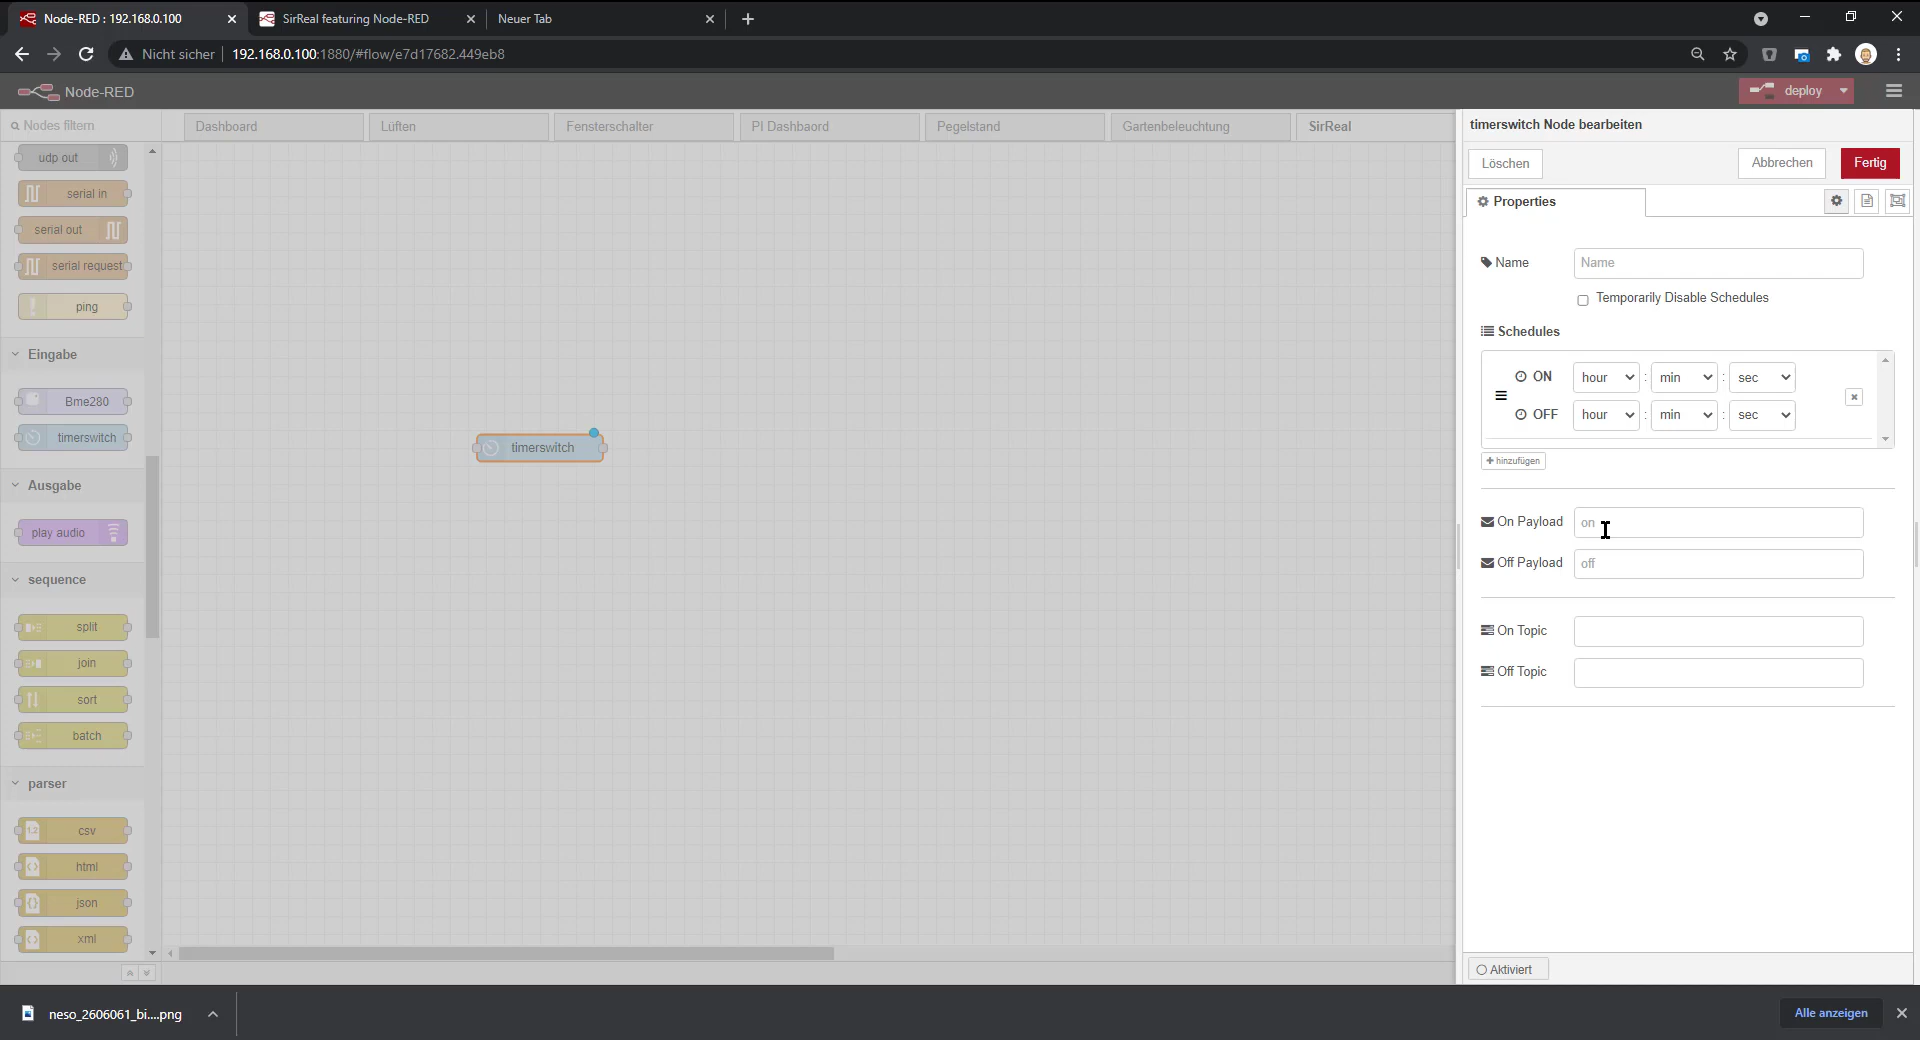 Node-RED : 192.168.0.100
SirReal featuring Node-RED
Neuer Tab
Nicht sicher
192.168.0.100:1880/#flow/e7d17682.449eb8
Node-RED
deploy
Nodes filtern
Dashboard
Lüften
Fensterschalter
PI Dashbaord
Pegelstand
Gartenbeleuchtung
SirReal
udp out
serial in
serial out
serial request
ping
Eingabe
Bme280
timerswitch
Ausgabe
play audio
sequence
split
join
sort
batch
parser
csv
html
json
xml
timerswitch
timerswitch Node bearbeiten
Löschen
Abbrechen
Fertig
Properties
Name
Name
Temporarily Disable Schedules
Schedules
ON hour : min : sec
OFF hour : min : sec
+ hinzufügen
On Payload on
Off Payload off
On Topic
Off Topic
Aktiviert
neso_2606061_bi....png
Alle anzeigen